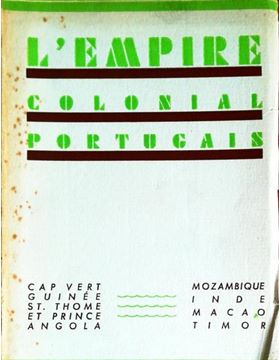 L'EMPIRE
COLONIAL
PORTUGAIS
CAP VERT
GUINÉE
ST. THOME
ET PRINCE
ANGOLA
MOZAMBIQUE
INDE
MACAO
TIMOR